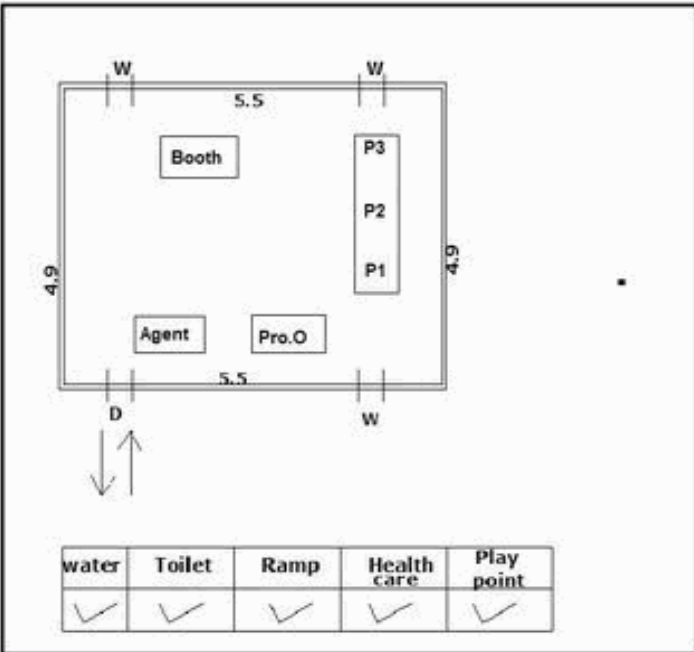 W W
5.5
Booth
P3
P2
P1
4.9
4.9
Agent
Pro.O
5.5
D
W
water Toilet Ramp Health care Play point